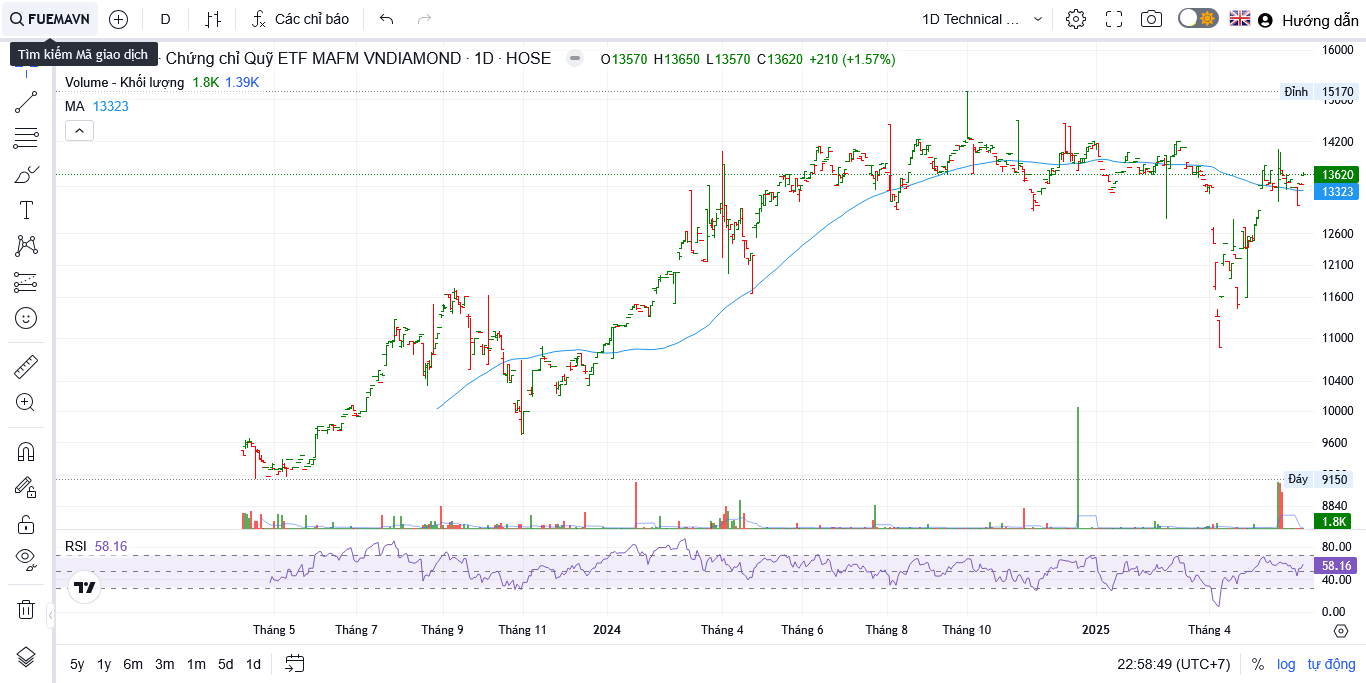 FUEMAVN D Các chỉ báo 1D Technical ... Hướng dẫn
Tìm kiếm Mã giao dịch · Chứng chỉ Quỹ ETF MAFM VNDIAMOND · 1D · HOSE O13570 H13650 L13570 C13620 +210 (+1.57%)
Volume - Khối lượng 1.8K 1.39K
MA 13323
16000
Đỉnh 15170
15000
14200
13620
13323
12600
12100
11600
11000
10400
10000
9600
Đáy 9150
8840
1.8K
RSI 58.16
80.00
58.16
40.00
0.00
Tháng 5 Tháng 7 Tháng 9 Tháng 11 2024 Tháng 4 Tháng 6 Tháng 8 Tháng 10 2025 Tháng 4
5y 1y 6m 3m 1m 5d 1d 22:58:49 (UTC+7) % log tự động